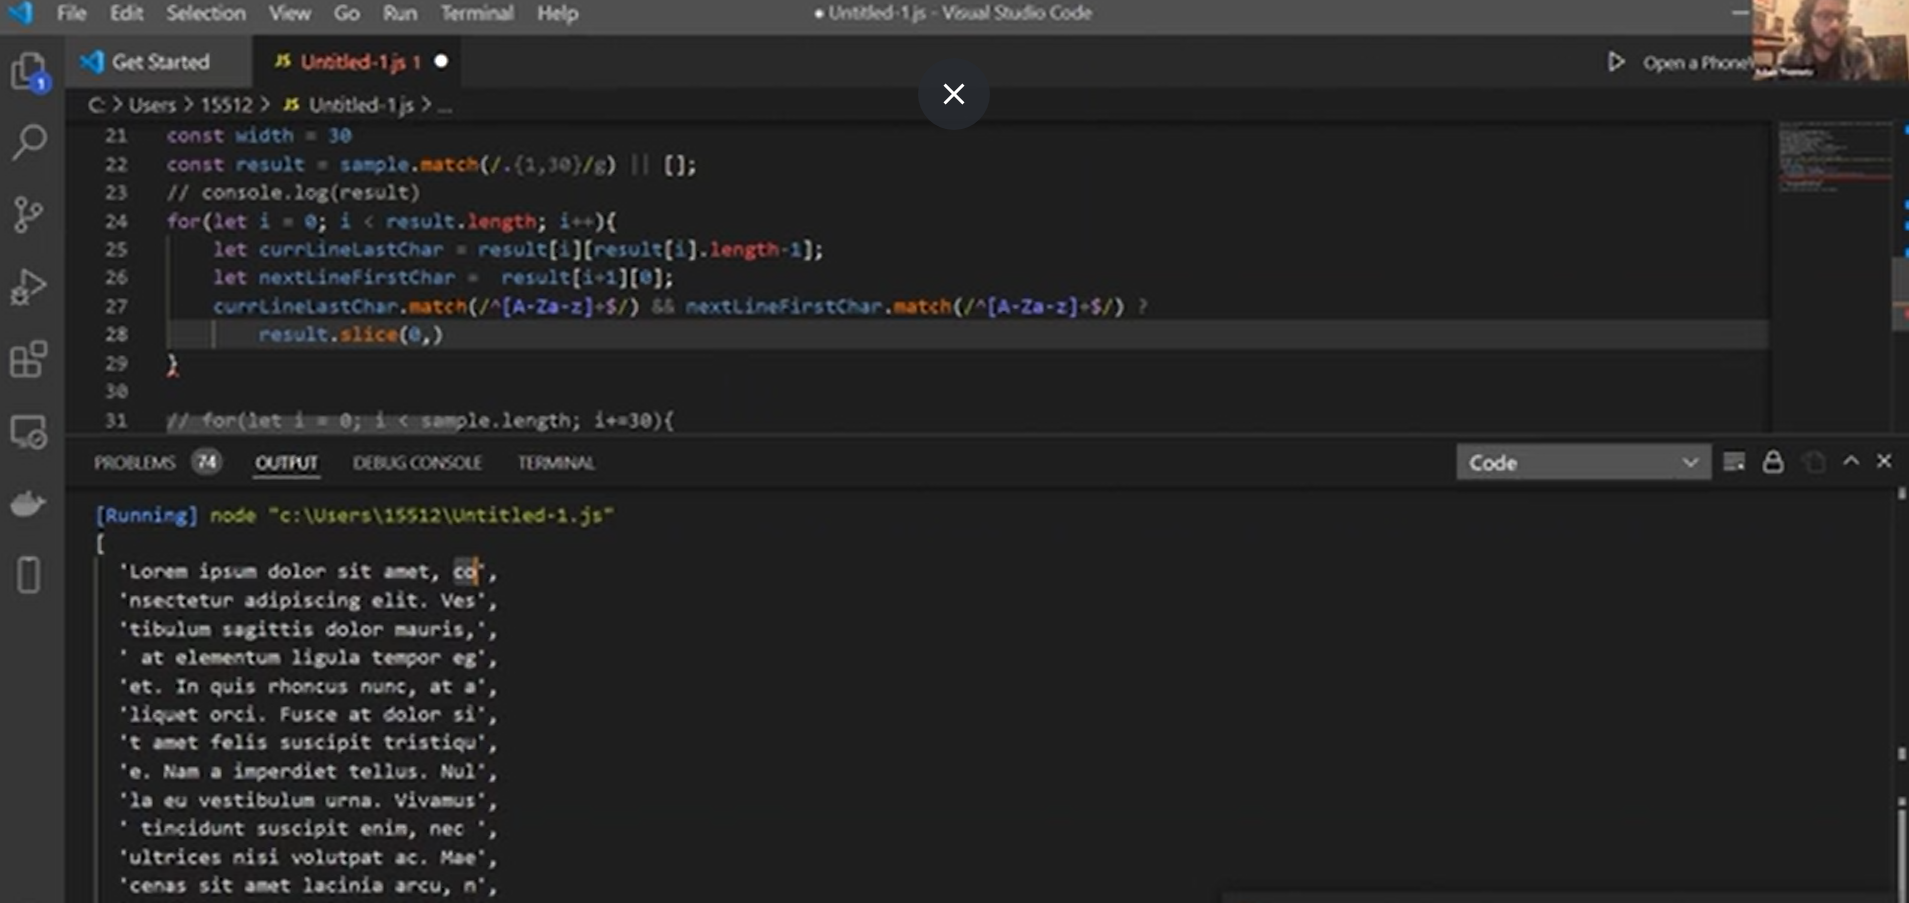 File Edit Selection View Go Run Terminal Help ● Untitled-1.js - Visual Studio Code
Get Started JS Untitled-1.js 1 ● Open a Phone
1
C: > Users > 15512 > JS Untitled-1.js > ...
21 const width = 30
22 const result = sample.match(/.{1,30}/g) || [];
23 // console.log(result)
24 for(let i = 0; i < result.length; i++){
25 let currLineLastChar = result[i][result[i].length-1];
26 let nextLineFirstChar = result[i+1][0];
27 currLineLastChar.match(/^[A-Za-z]+$/) && nextLineFirstChar.match(/^[A-Za-z]+$/) ?
28 result.slice(0,)
29 }
30
31 // for(let i = 0; i < sample.length; i+=30){
PROBLEMS 74 OUTPUT DEBUG CONSOLE TERMINAL Code
[Running] node "c:\Users\15512\Untitled-1.js"
[
'Lorem ipsum dolor sit amet, co',
'nsectetur adipiscing elit. Ves',
'tibulum sagittis dolor mauris,',
' at elementum ligula tempor eg',
'et. In quis rhoncus nunc, at a',
'liquet orci. Fusce at dolor si',
't amet felis suscipit tristiqu',
'e. Nam a imperdiet tellus. Nul',
'la eu vestibulum urna. Vivamus',
' tincidunt suscipit enim, nec ',
'ultrices nisi volutpat ac. Mae',
'cenas sit amet lacinia arcu, n',